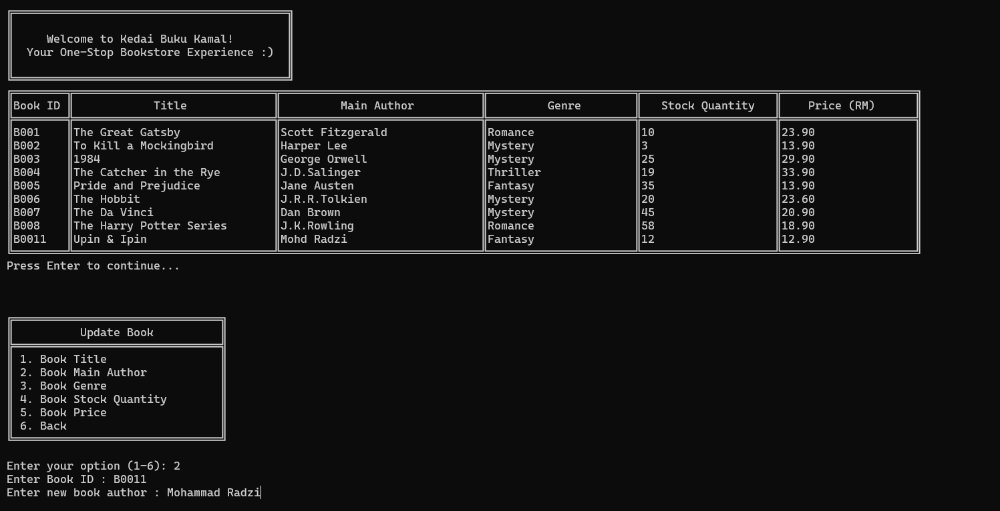 Welcome to Kedai Buku Kamal!
Your One-Stop Bookstore Experience :)
Book ID Title Main Author Genre Stock Quantity Price (RM)
B001 The Great Gatsby Scott Fitzgerald Romance 10 23.90
B002 To Kill a Mockingbird Harper Lee Mystery 3 13.90
B003 1984 George Orwell Mystery 25 29.90
B004 The Catcher in the Rye J.D.Salinger Thriller 19 33.90
B005 Pride and Prejudice Jane Austen Fantasy 35 13.90
B006 The Hobbit J.R.R.Tolkien Mystery 20 23.60
B007 The Da Vinci Dan Brown Mystery 45 20.90
B008 The Harry Potter Series J.K.Rowling Romance 58 18.90
B0011 Upin & Ipin Mohd Radzi Fantasy 12 12.90
Press Enter to continue...
Update Book
1. Book Title
2. Book Main Author
3. Book Genre
4. Book Stock Quantity
5. Book Price
6. Back
Enter your option (1-6): 2
Enter Book ID : B0011
Enter new book author : Mohammad Radzi